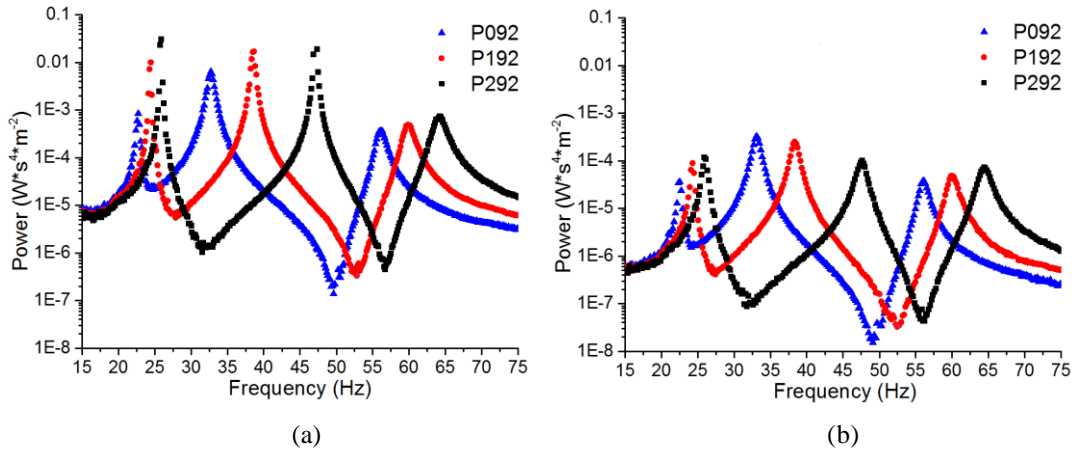 0.1
0.01
1E-3
1E-4
1E-5
1E-6
1E-7
1E-8
Power (W*s⁴*m⁻²)
15 20 25 30 35 40 45 50 55 60 65 70 75
Frequency (Hz)
P092
P192
P292
(a)
0.1
0.01
1E-3
1E-4
1E-5
1E-6
1E-7
1E-8
Power (W*s⁴*m⁻²)
15 20 25 30 35 40 45 50 55 60 65 70 75
Frequency (Hz)
P092
P192
P292
(b)